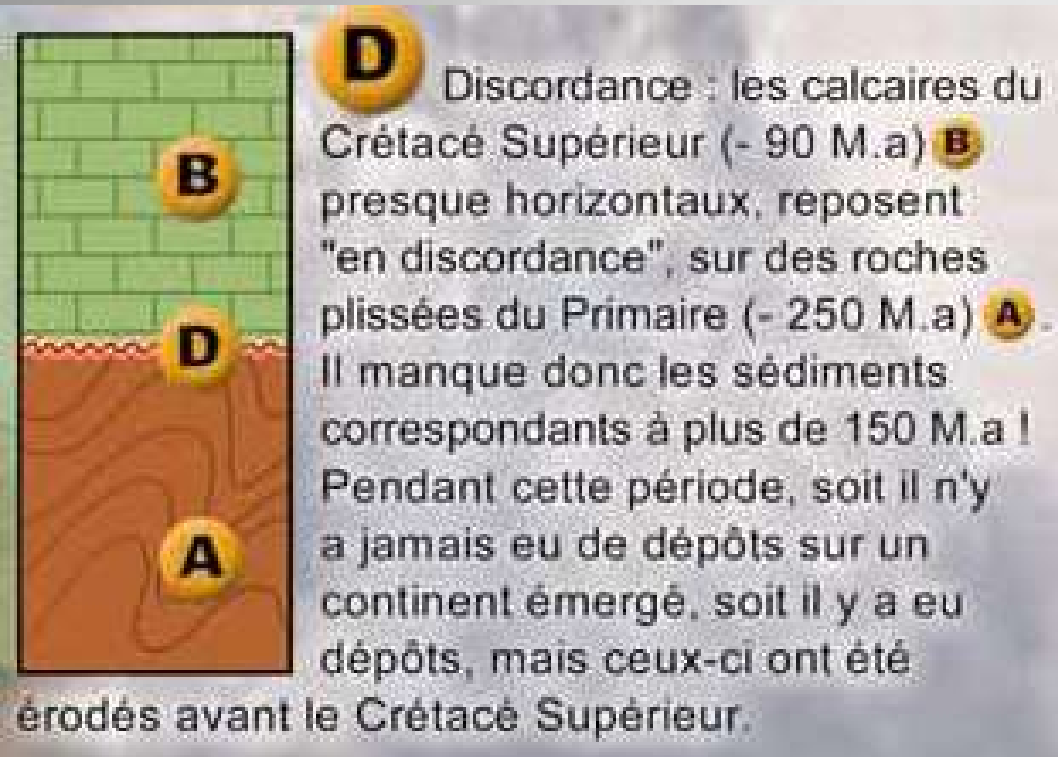 D Discordance : les calcaires du
Crétacé Supérieur (- 90 M.a) B
presque horizontaux, reposent
"en discordance", sur des roches
plissées du Primaire (- 250 M.a) A .
Il manque donc les sédiments
correspondants à plus de 150 M.a !
Pendant cette période, soit il n'y
a jamais eu de dépôts sur un
continent émergé, soit il y a eu
dépôts, mais ceux-ci ont été
érodés avant le Crétacé Supérieur.
B
D
A